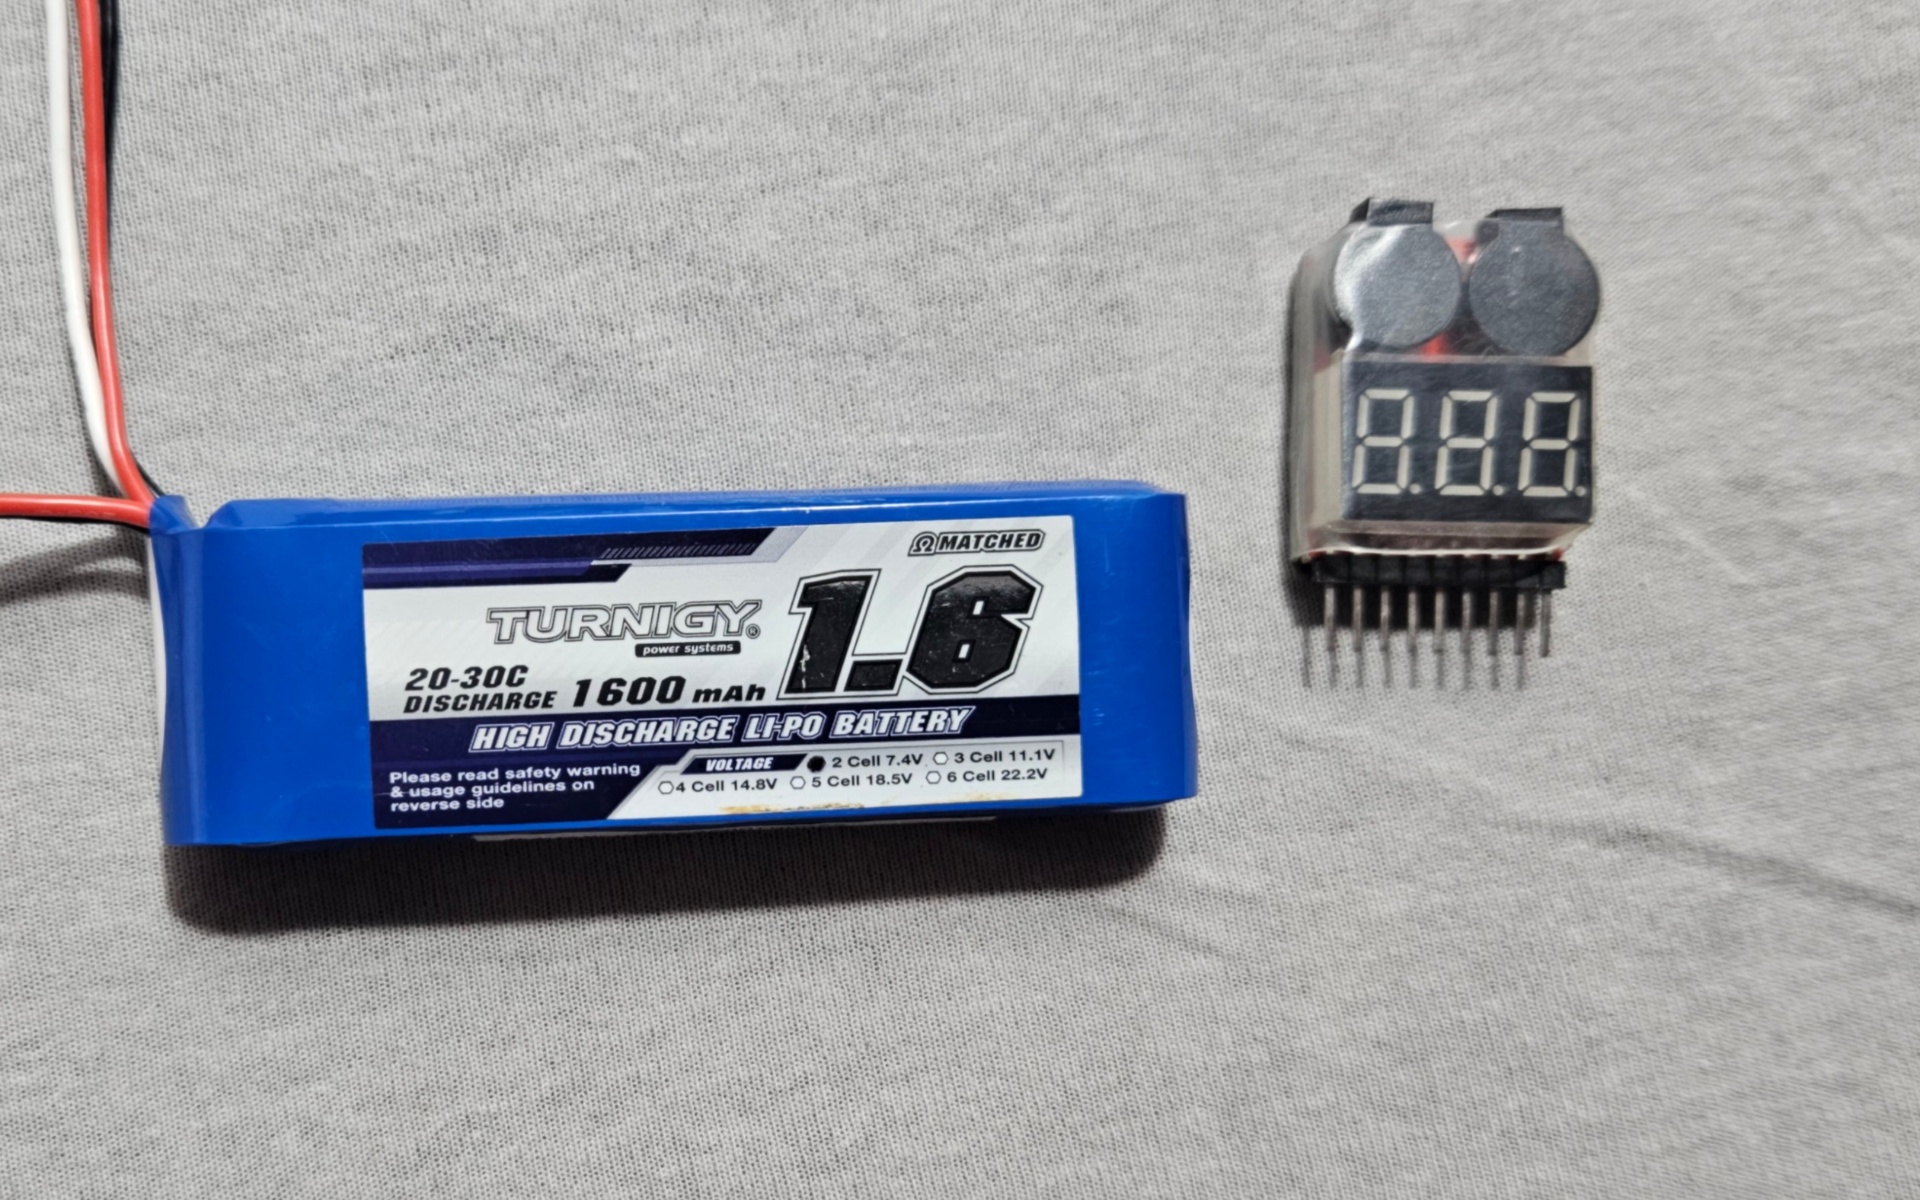 Ω MATCHED
TURNIGY®
power systems
1.6
20-30C
DISCHARGE 1600 mAh
HIGH DISCHARGE LI-PO BATTERY
VOLTAGE 2 Cell 7.4V 3 Cell 11.1V
4 Cell 14.8V 5 Cell 18.5V 6 Cell 22.2V
Please read safety warning
& usage guidelines on
reverse side
8.8.8.